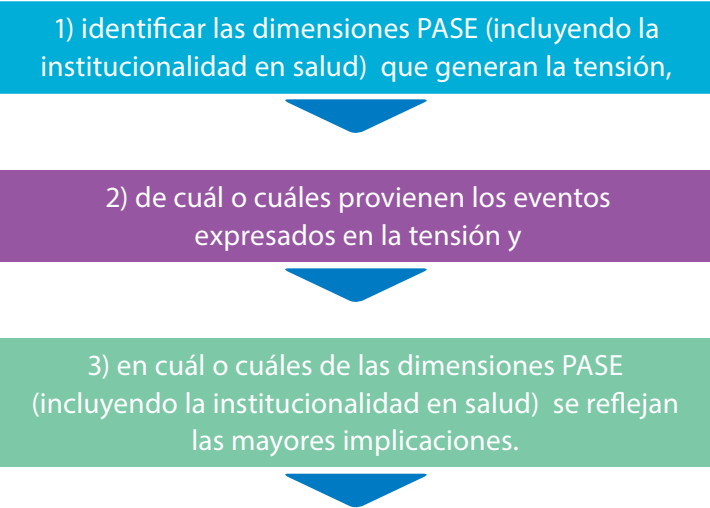 1) identificar las dimensiones PASE (incluyendo la
institucionalidad en salud)  que generan la tensión,
2) de cuál o cuáles provienen los eventos
expresados en la tensión y
3) en cuál o cuáles de las dimensiones PASE
(incluyendo la institucionalidad en salud)  se reflejan
las mayores implicaciones.